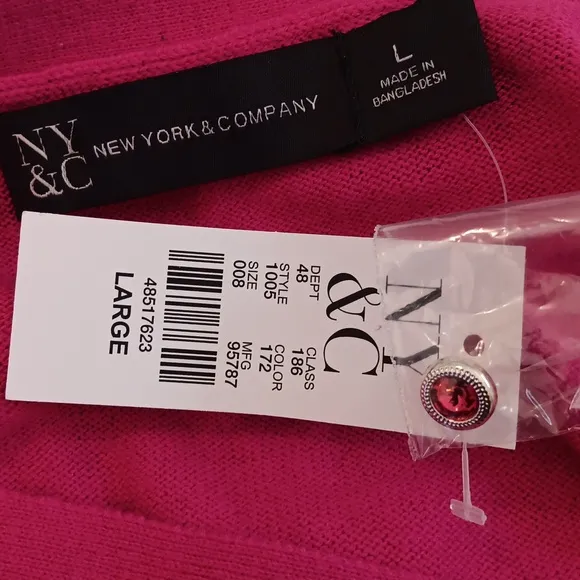 NY
&C
NEW YORK & COMPANY
L
MADE IN
BANGLADESH
NY
&C
DEPT CLASS
48 186
STYLE COLOR
1005 172
SIZE MFG
008 95787
48517623
LARGE